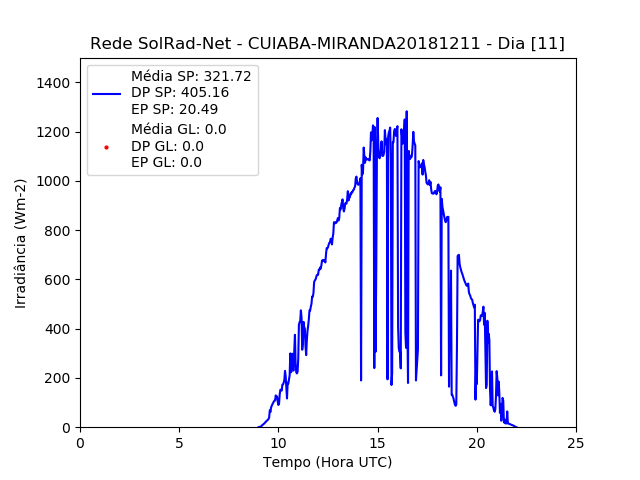 Rede SolRad-Net - CUIABA-MIRANDA20181211 - Dia [11]
Média SP: 321.72
DP SP: 405.16
EP SP: 20.49
Média GL: 0.0
DP GL: 0.0
EP GL: 0.0
Irradiância (Wm-2)
1400
1200
1000
800
600
400
200
0
0 5 10 15 20 25
Tempo (Hora UTC)